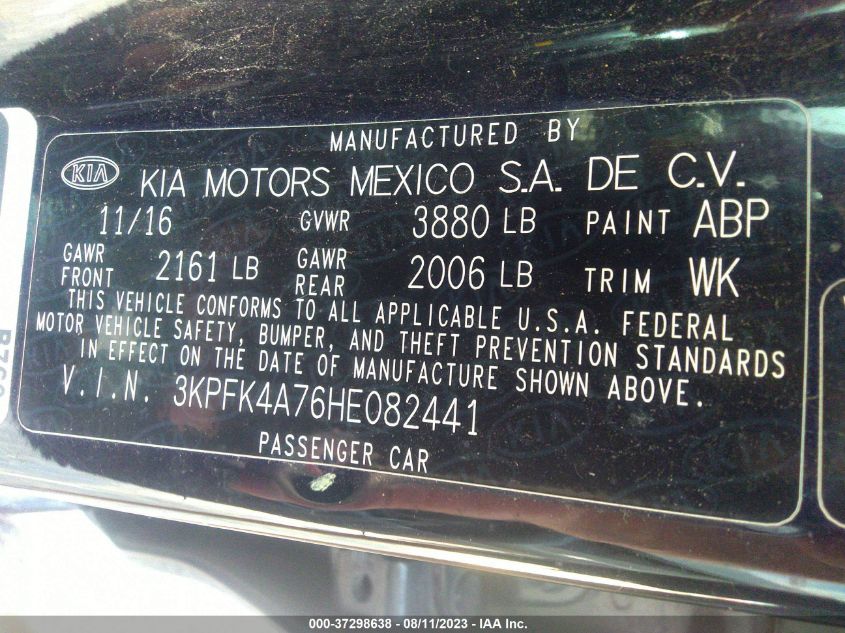 MANUFACTURED BY
KIA KIA MOTORS MEXICO S.A. DE C.V.
11/16 GVWR 3880 LB PAINT ABP
GAWR FRONT 2161 LB GAWR REAR 2006 LB TRIM WK
THIS VEHICLE CONFORMS TO ALL APPLICABLE U.S.A. FEDERAL
MOTOR VEHICLE SAFETY, BUMPER, AND THEFT PREVENTION STANDARDS
IN EFFECT ON THE DATE OF MANUFACTURE SHOWN ABOVE.
V.I.N. 3KPFK4A76HE082441
PASSENGER CAR
000-37298638 - 08/11/2023 - IAA Inc.